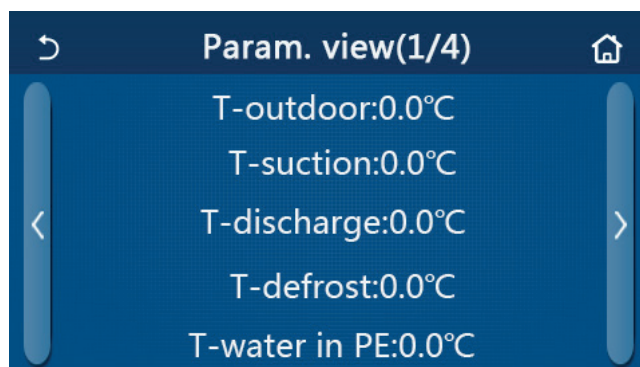 Param. view(1/4)
T-outdoor:0.0℃
T-suction:0.0℃
T-discharge:0.0℃
T-defrost:0.0℃
T-water in PE:0.0℃